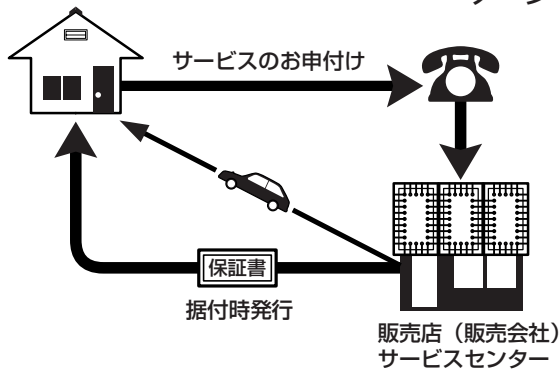 サービスのお申付け
保証書
据付時発行
販売店(販売会社)
サービスセンター